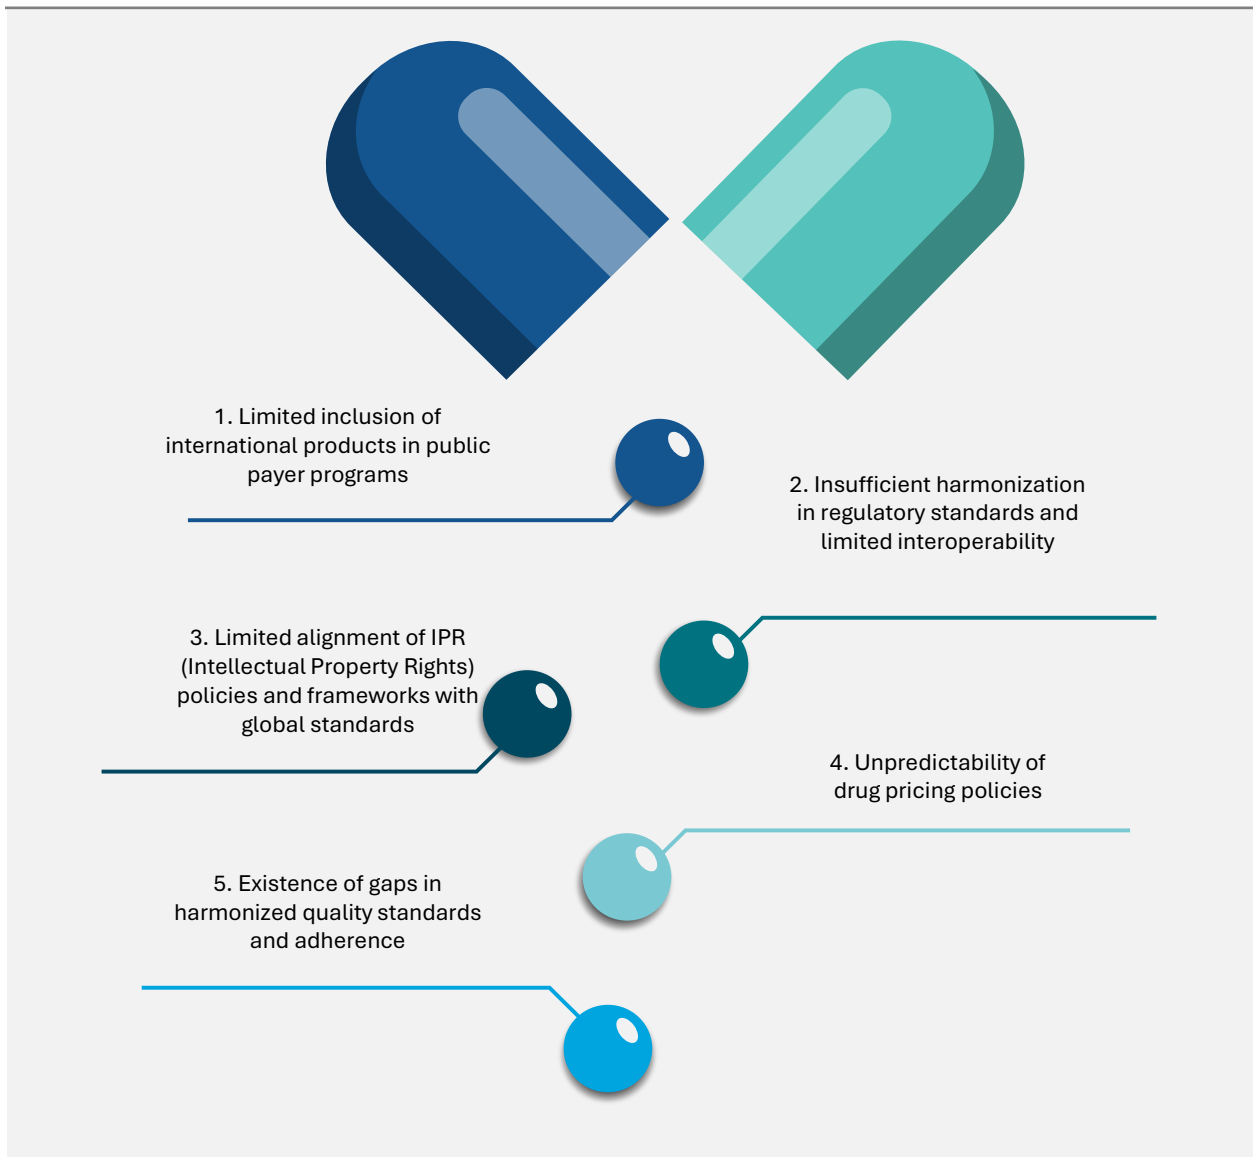 1. Limited inclusion of
international products in public
payer programs
2. Insufficient harmonization
in regulatory standards and
limited interoperability
3. Limited alignment of IPR
(Intellectual Property Rights)
policies and frameworks with
global standards
4. Unpredictability of
drug pricing policies
5. Existence of gaps in
harmonized quality standards
and adherence